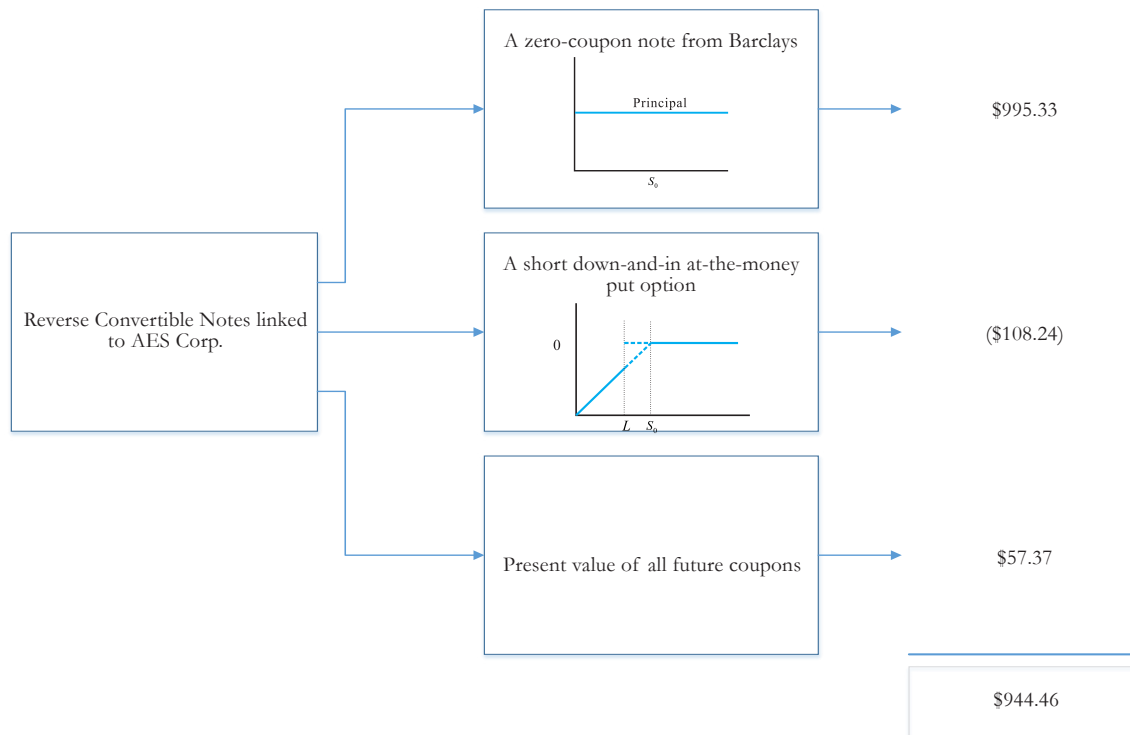 A zero-coupon note from Barclays
Principal
$995.33
S₀
Reverse Convertible Notes linked
to AES Corp.
A short down-and-in at-the-money
put option
0
($108.24)
L S₀
Present value of all future coupons
$57.37
$944.46